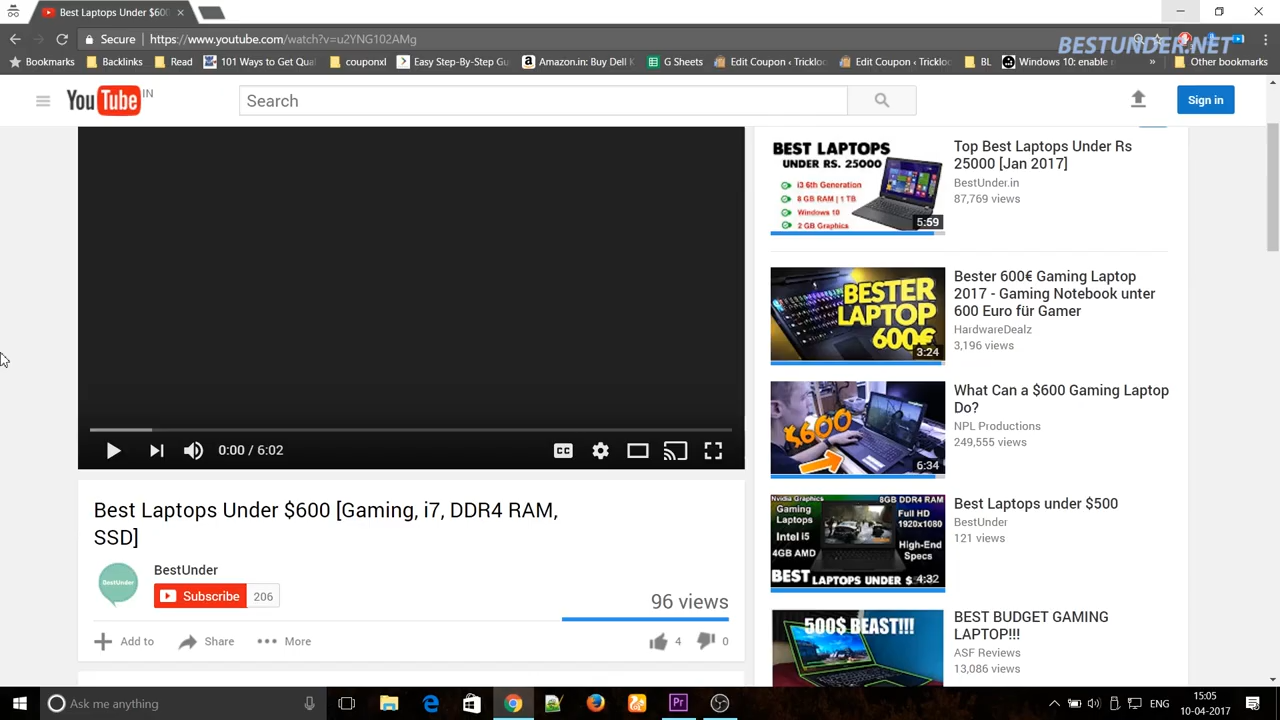 Best Laptops Under $60
Secure
https://www.youtube.com/watch?v=u2YNG102AMg
BESTUNDER.NET
Bookmarks
Backlinks
Read
101 Ways to Get Qual
couponxl
Easy Step-By-Step Gu
Amazon.in: Buy Dell K
G Sheets
Edit Coupon ‹ Trickloo
Edit Coupon ‹ Trickloo
BL
Windows 10: enable n
»
Other bookmarks
YouTube IN
Search
Sign in
BEST LAPTOPS
UNDER RS. 25000
i3 6th Generation
8 GB RAM | 1 TB
Windows 10
2 GB Graphics
5:59
Top Best Laptops Under Rs
25000 [Jan 2017]
BestUnder.in
87,769 views
BESTER
LAPTOP
600€
3:24
Bester 600€ Gaming Laptop
2017 - Gaming Notebook unter
600 Euro für Gamer
HardwareDealz
3,196 views
$600
6:34
What Can a $600 Gaming Laptop
Do?
NPL Productions
249,555 views
0:00 / 6:02
CC
Best Laptops Under $600 [Gaming, i7, DDR4 RAM,
SSD]
BestUnder
BestUnder
Subscribe
206
96 views
Add to
Share
More
4
0
Nvidia Graphics
8GB DDR4 RAM
Gaming
Laptops
Full HD
1920x1080
Intel i5
4GB AMD
High-End
Specs
BEST LAPTOPS UNDER $
4:32
Best Laptops under $500
BestUnder
121 views
500$ BEAST!!!
BEST BUDGET GAMING
LAPTOP!!!
ASF Reviews
13,086 views
Ask me anything
Pr
ENG
15:05
10-04-2017